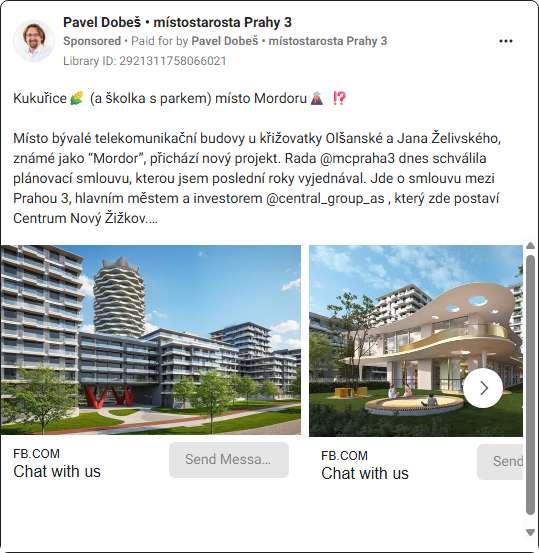 Pavel Dobeš • místostarosta Prahy 3
Sponsored • Paid for by Pavel Dobeš • místostarosta Prahy 3
Library ID: 2921311758066021
Kukuřice🌽 (a školka s parkem) místo Mordoru🌋 ⁉️
Místo bývalé telekomunikační budovy u křižovatky Olšanské a Jana Želivského,
známé jako “Mordor”, přichází nový projekt. Rada @mcpraha3 dnes schválila
plánovací smlouvu, kterou jsem poslední roky vyjednával. Jde o smlouvu mezi
Prahou 3, hlavním městem a investorem @central_group_as , který zde postaví
Centrum Nový Žižkov....
FB.COM
Chat with us
Send Messa...
FB.COM
Chat with us
Send